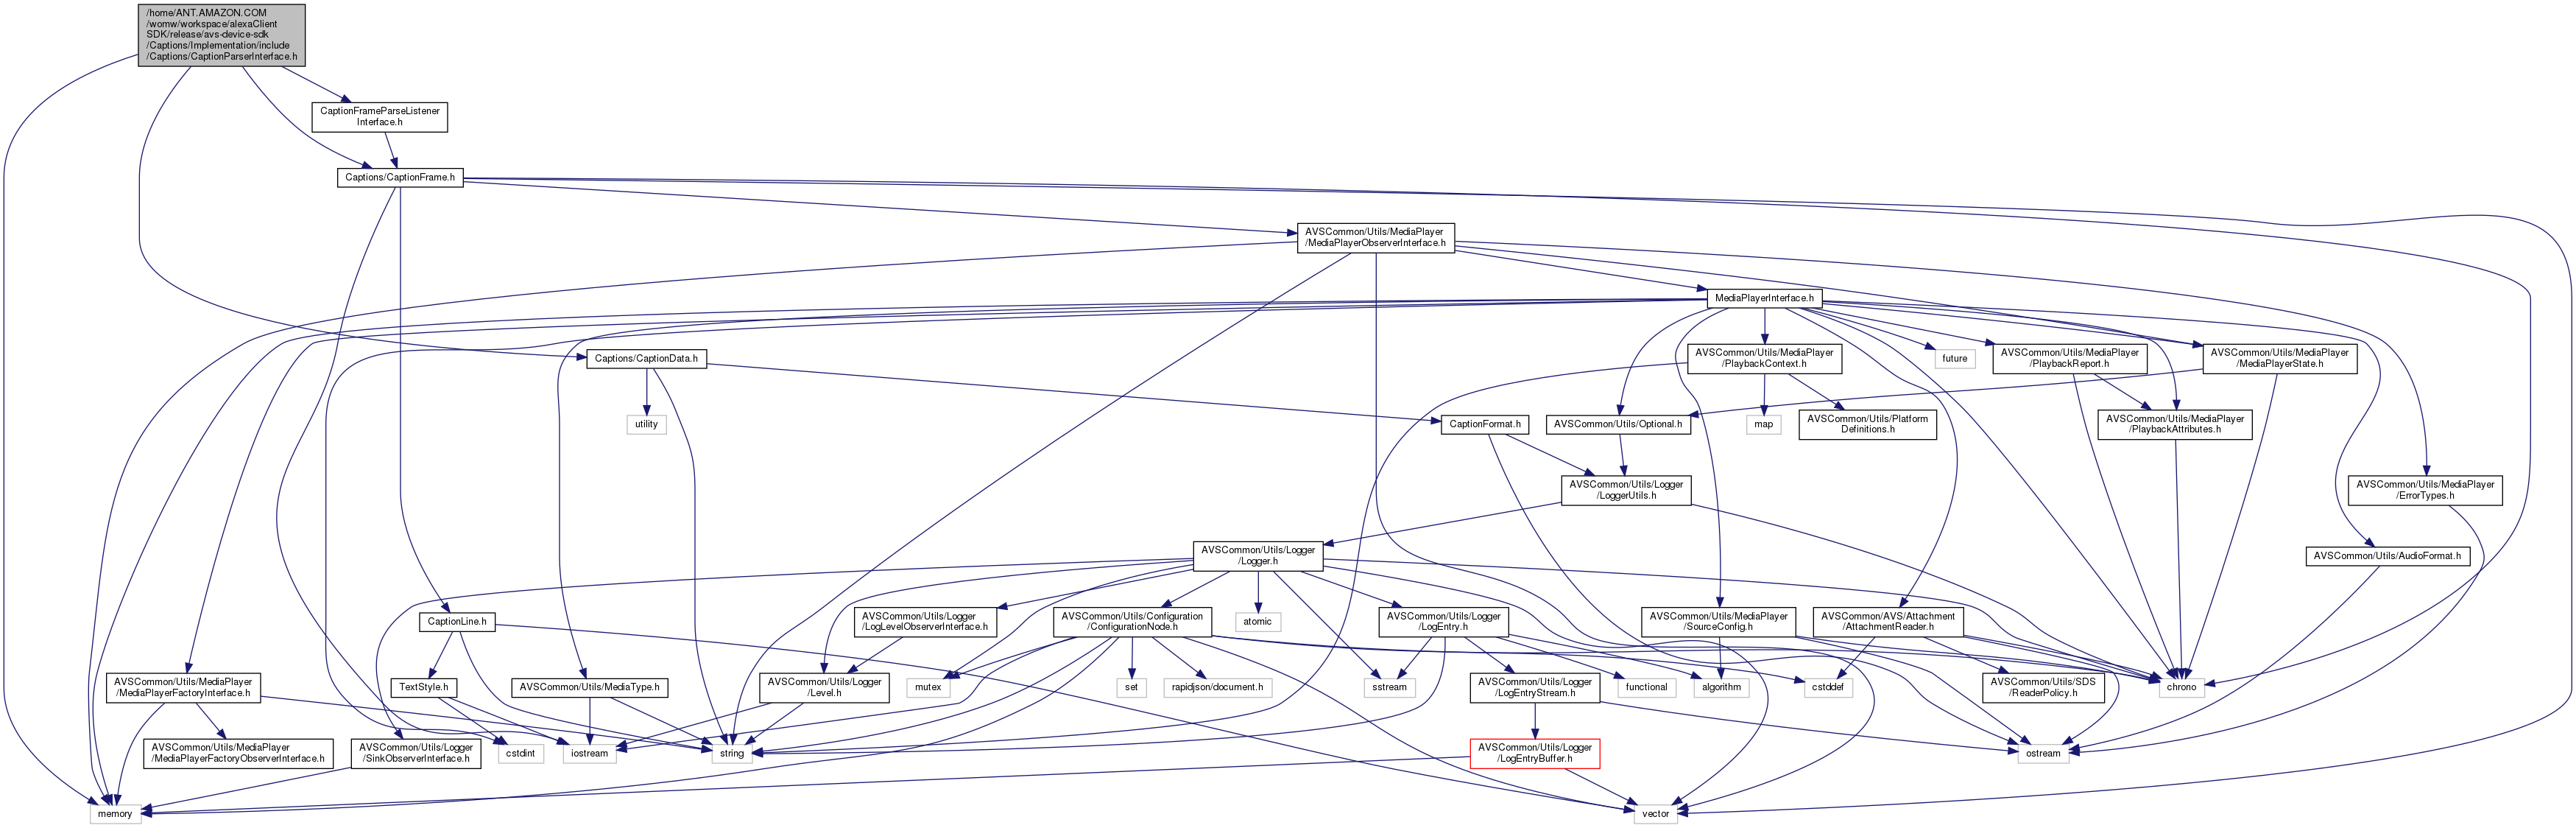 /home/ANT.AMAZON.COM
/womw/workspace/alexaClient
SDK/release/avs-device-sdk
/Captions/Implementation/include
/Captions/CaptionParserInterface.h
CaptionFrameParseListener
Interface.h
Captions/CaptionFrame.h
AVSCommon/Utils/MediaPlayer
/MediaPlayerObserverInterface.h
MediaPlayerInterface.h
Captions/CaptionData.h
AVSCommon/Utils/MediaPlayer
/PlaybackContext.h
future
AVSCommon/Utils/MediaPlayer
/PlaybackReport.h
AVSCommon/Utils/MediaPlayer
/MediaPlayerState.h
utility
CaptionFormat.h
AVSCommon/Utils/Optional.h
map
AVSCommon/Utils/Platform
Definitions.h
AVSCommon/Utils/MediaPlayer
/PlaybackAttributes.h
AVSCommon/Utils/Logger
/LoggerUtils.h
AVSCommon/Utils/MediaPlayer
/ErrorTypes.h
AVSCommon/Utils/Logger
/Logger.h
AVSCommon/Utils/AudioFormat.h
CaptionLine.h
AVSCommon/Utils/Logger
/LogLevelObserverInterface.h
AVSCommon/Utils/Configuration
/ConfigurationNode.h
atomic
AVSCommon/Utils/Logger
/LogEntry.h
AVSCommon/Utils/MediaPlayer
/SourceConfig.h
AVSCommon/AVS/Attachment
/AttachmentReader.h
AVSCommon/Utils/MediaPlayer
/MediaPlayerFactoryInterface.h
TextStyle.h
AVSCommon/Utils/MediaType.h
AVSCommon/Utils/Logger
/Level.h
mutex
set
rapidjson/document.h
sstream
AVSCommon/Utils/Logger
/LogEntryStream.h
functional
algorithm
cstddef
AVSCommon/Utils/SDS
/ReaderPolicy.h
chrono
AVSCommon/Utils/MediaPlayer
/MediaPlayerFactoryObserverInterface.h
AVSCommon/Utils/Logger
/SinkObserverInterface.h
cstdint
iostream
string
AVSCommon/Utils/Logger
/LogEntryBuffer.h
ostream
memory
vector